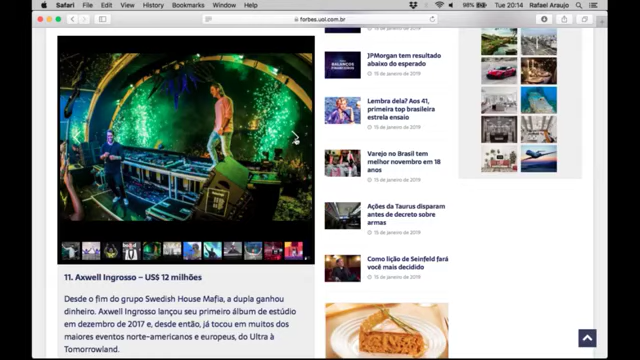 Safari File Edit View History Bookmarks Window Help
98% Tue 20:14 Rafael Araujo
forbes.uol.com.br
11. Axwell Ingrosso – US$ 12 milhões
Desde o fim do grupo Swedish House Mafia, a dupla ganhou
dinheiro. Axwell Ingrosso lançou seu primeiro álbum de estúdio
em dezembro de 2017 e, desde então, já tocou em muitos dos
maiores eventos norte-americanos e europeus, do Ultra à
Tomorrowland.
15 de janeiro de 2019
BALANÇOS
JPMorgan tem resultado
abaixo do esperado
15 de janeiro de 2019
Lembra dela? Aos 41,
primeira top brasileira
estrela ensaio
15 de janeiro de 2019
Varejo no Brasil tem
melhor novembro em 18
anos
15 de janeiro de 2019
Ações da Taurus disparam
antes de decreto sobre
armas
15 de janeiro de 2019
Como lição de Seinfeld fará
você mais decidido
15 de janeiro de 2019